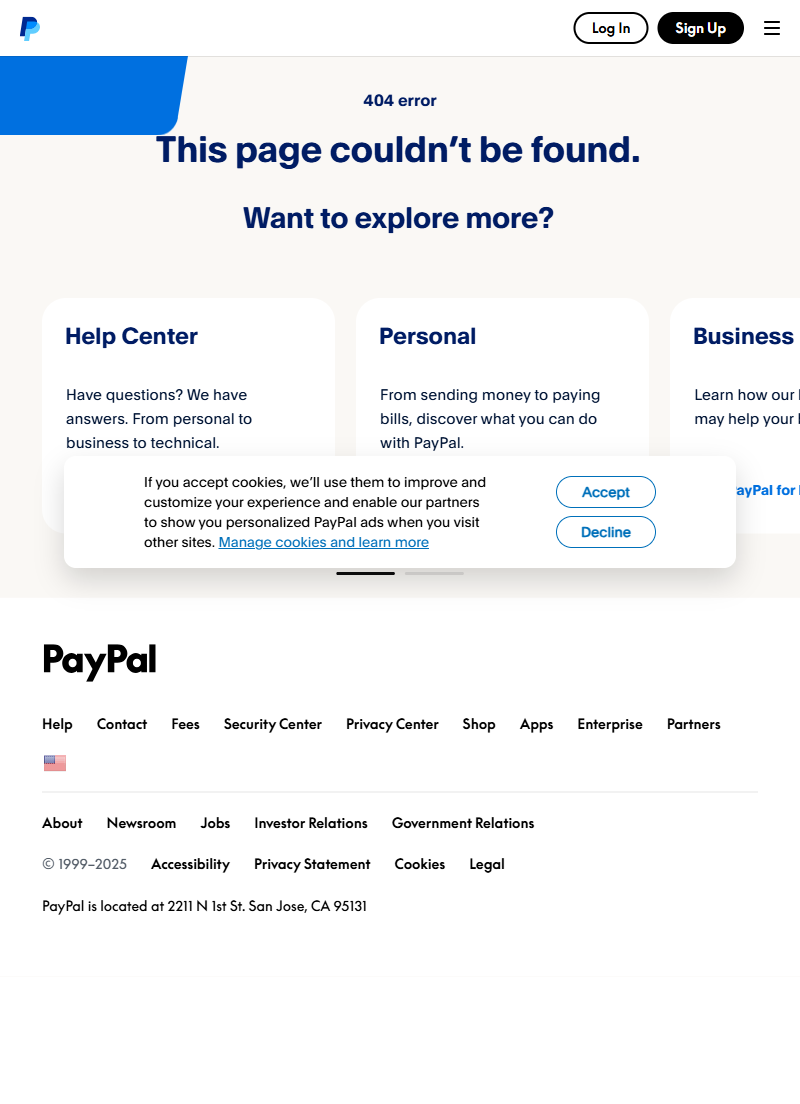 Log In
Sign Up
404 error
This page couldn’t be found.
Want to explore more?
Help Center
Have questions? We have
answers. From personal to
business to technical.
Personal
From sending money to paying
bills, discover what you can do
with PayPal.
Business
Learn how our
may help your
PayPal for
If you accept cookies, we’ll use them to improve and
customize your experience and enable our partners
to show you personalized PayPal ads when you visit
other sites. Manage cookies and learn more
Accept
Decline
PayPal
Help Contact Fees Security Center Privacy Center Shop Apps Enterprise Partners
About Newsroom Jobs Investor Relations Government Relations
© 1999–2025 Accessibility Privacy Statement Cookies Legal
PayPal is located at 2211 N 1st St. San Jose, CA 95131